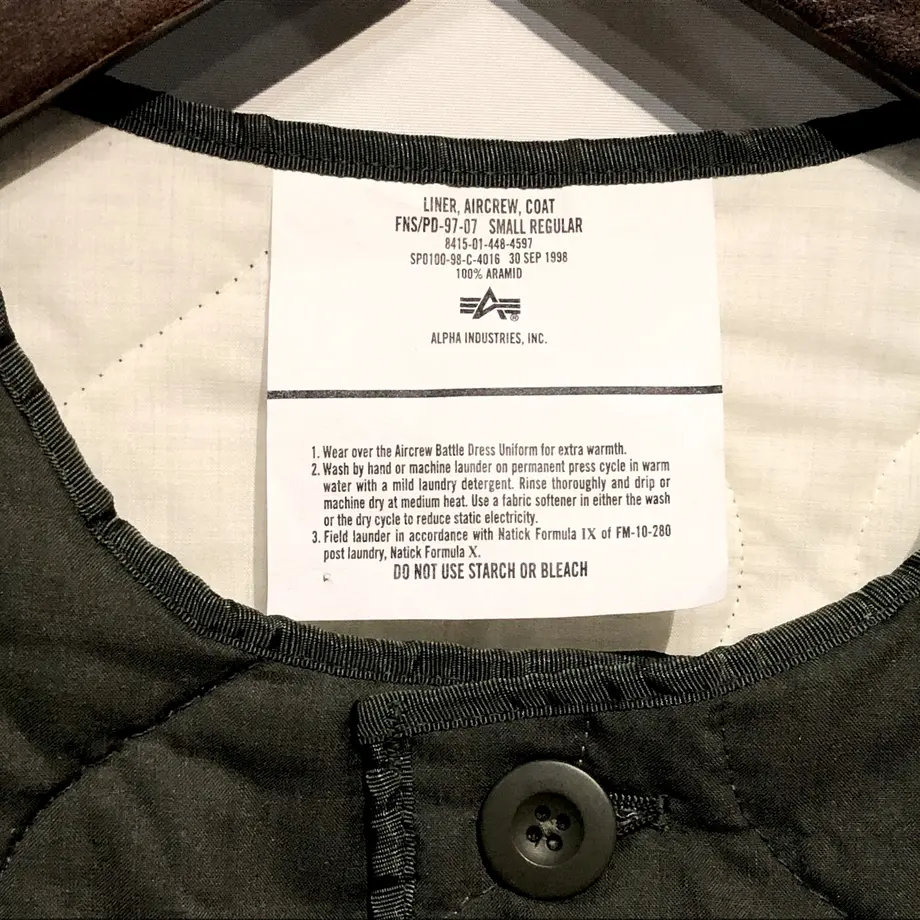 LINER, AIRCREW, COAT
FNS/PD-97-07 SMALL REGULAR
8415-01-448-4597
SPO100-98-C-4016 30 SEP 1998
100% ARAMID
®
ALPHA INDUSTRIES, INC.
1. Wear over the Aircrew Battle Dress Uniform for extra warmth.
2. Wash by hand or machine launder on permanent press cycle in warm
water with a mild laundry detergent. Rinse thoroughly and drip or
machine dry at medium heat. Use a fabric softener in either the wash
or the dry cycle to reduce static electricity.
3. Field launder in accordance with Natick Formula IX of FM-10-280
post laundry, Natick Formula X.
DO NOT USE STARCH OR BLEACH